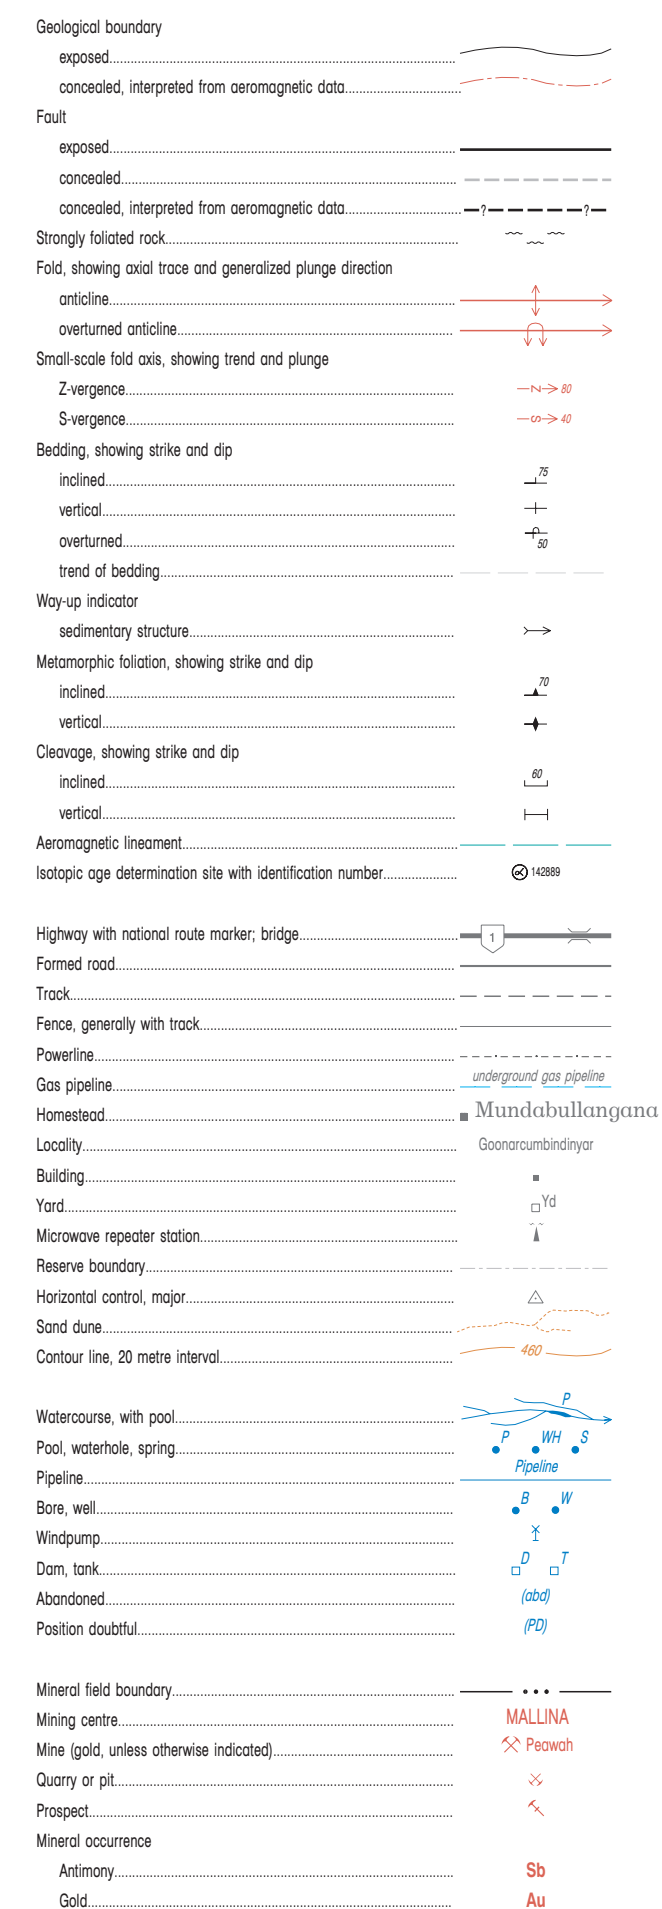 Geological boundary
exposed
concealed, interpreted from aeromagnetic data
Fault
exposed
concealed
concealed, interpreted from aeromagnetic data ? ?
Strongly foliated rock
Fold, showing axial trace and generalized plunge direction
anticline
overturned anticline
Small-scale fold axis, showing trend and plunge
Z-vergence Z 80
S-vergence S 40
Bedding, showing strike and dip
inclined 75
vertical
overturned 50
trend of bedding
Way-up indicator
sedimentary structure
Metamorphic foliation, showing strike and dip
inclined 70
vertical
Cleavage, showing strike and dip
inclined 60
vertical
Aeromagnetic lineament
Isotopic age determination site with identification number 142889
Highway with national route marker; bridge 1
Formed road
Track
Fence, generally with track
Powerline
Gas pipeline underground gas pipeline
Homestead Mundabullangana
Locality Goonarcumbindinyar
Building
Yard Yd
Microwave repeater station
Reserve boundary
Horizontal control, major
Sand dune
Contour line, 20 metre interval 460
Watercourse, with pool P
Pool, waterhole, spring P WH S
Pipeline Pipeline
Bore, well B W
Windpump
Dam, tank D T
Abandoned (abd)
Position doubtful (PD)
Mineral field boundary
Mining centre MALLINA
Mine (gold, unless otherwise indicated) Peawah
Quarry or pit
Prospect
Mineral occurrence
Antimony Sb
Gold Au